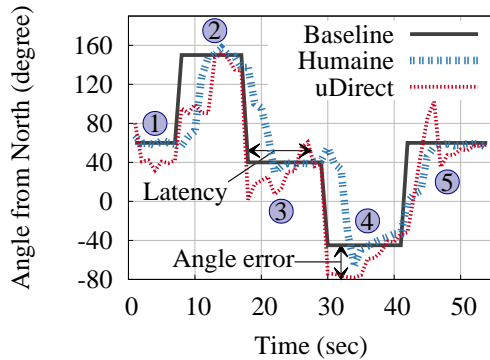 Baseline
Humaine
uDirect
Angle from North (degree)
160
120
80
40
0
-40
-80
1
2
3
4
5
Latency
Angle error
0 10 20 30 40 50
Time (sec)